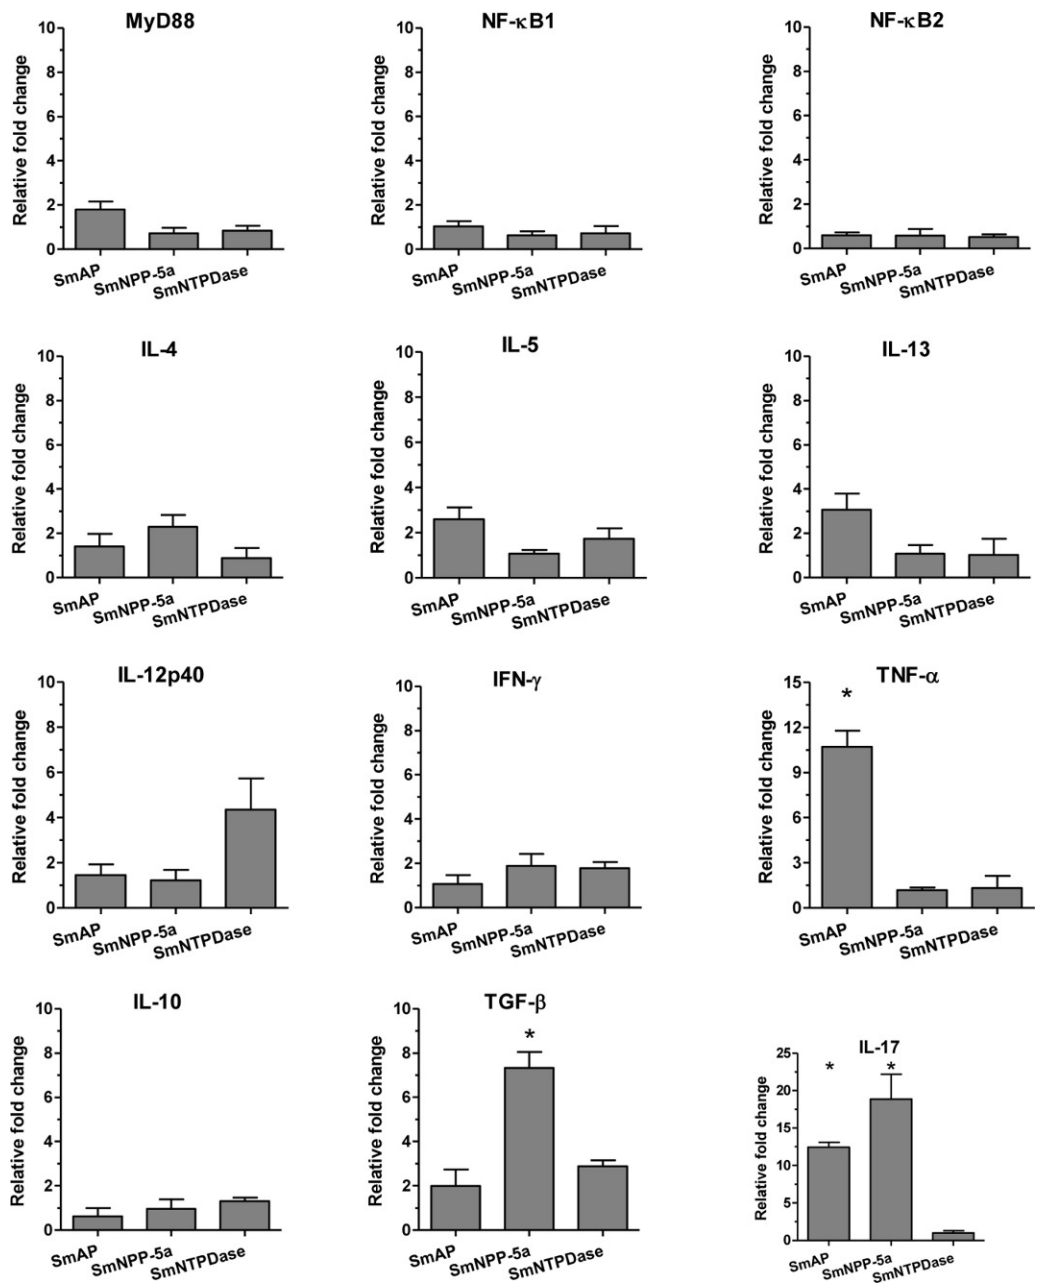 MyD88
NF-κB1
NF-κB2
Relative fold change
10
8
6
4
2
0
SmAP
SmNPP-5a
SmNTPDase
Relative fold change
10
8
6
4
2
0
SmAP
SmNPP-5a
SmNTPDase
Relative fold change
10
8
6
4
2
0
SmAP
SmNPP-5a
SmNTPDase
IL-4
IL-5
IL-13
Relative fold change
10
8
6
4
2
0
SmAP
SmNPP-5a
SmNTPDase
Relative fold change
10
8
6
4
2
0
SmAP
SmNPP-5a
SmNTPDase
Relative fold change
10
8
6
4
2
0
SmAP
SmNPP-5a
SmNTPDase
IL-12p40
IFN-γ
TNF-α
Relative fold change
10
8
6
4
2
0
SmAP
SmNPP-5a
SmNTPDase
Relative fold change
10
8
6
4
2
0
SmAP
SmNPP-5a
SmNTPDase
Relative fold change
15
12
9
6
3
0
*
SmAP
SmNPP-5a
SmNTPDase
IL-10
TGF-β
IL-17
Relative fold change
10
8
6
4
2
0
SmAP
SmNPP-5a
SmNTPDase
Relative fold change
10
8
6
4
2
0
*
SmAP
SmNPP-5a
SmNTPDase
Relative fold change
25
20
15
10
5
0
* *
SmAP
SmNPP-5a
SmNTPDase